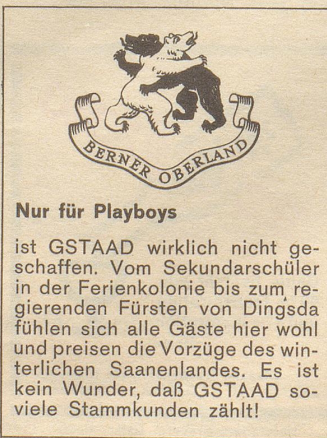 BERNER OBERLAND
Nur für Playboys
ist GSTAAD wirklich nicht ge-
schaffen. Vom Sekundarschüler
in der Ferienkolonie bis zum re-
gierenden Fürsten von Dingsda
fühlen sich alle Gäste hier wohl
und preisen die Vorzüge des win-
terlichen Saanenlandes. Es ist
kein Wunder, daß GSTAAD so-
viele Stammkunden zählt!